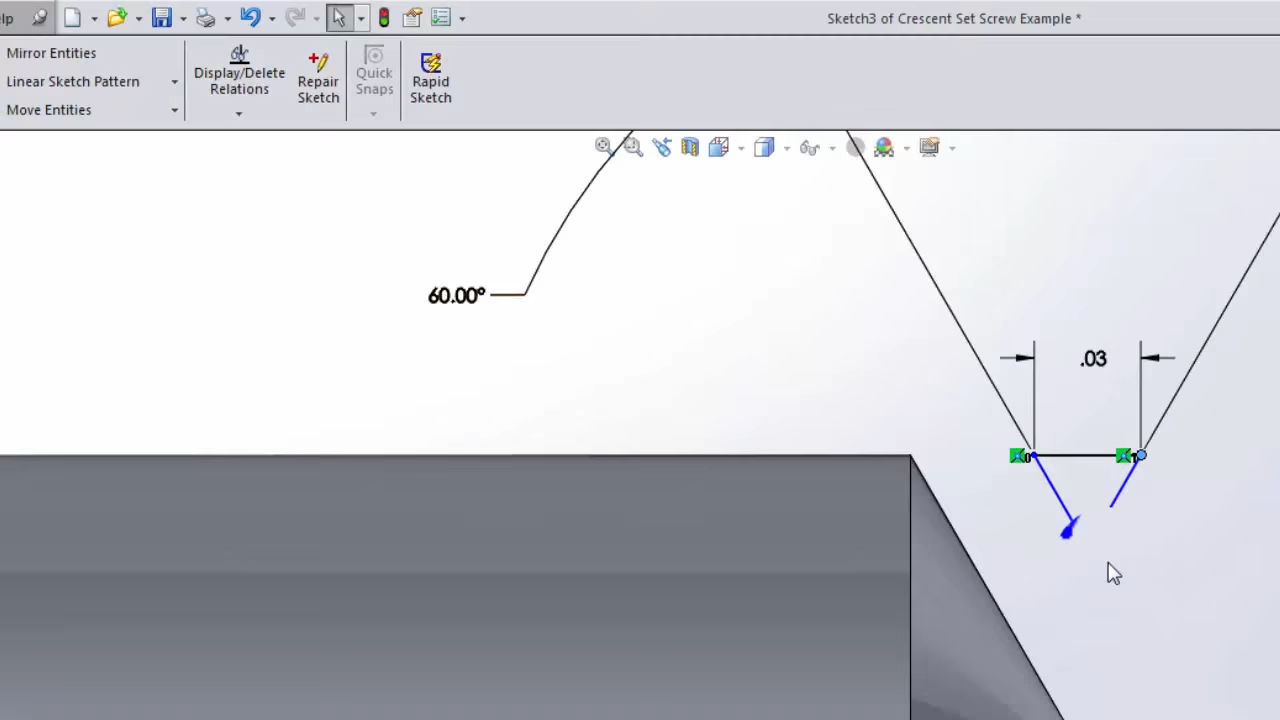 lp
Sketch3 of Crescent Set Screw Example *
Mirror Entities
Linear Sketch Pattern
Move Entities
Display/Delete
Relations
Repair
Sketch
Quick
Snaps
Rapid
Sketch
60.00°
.03